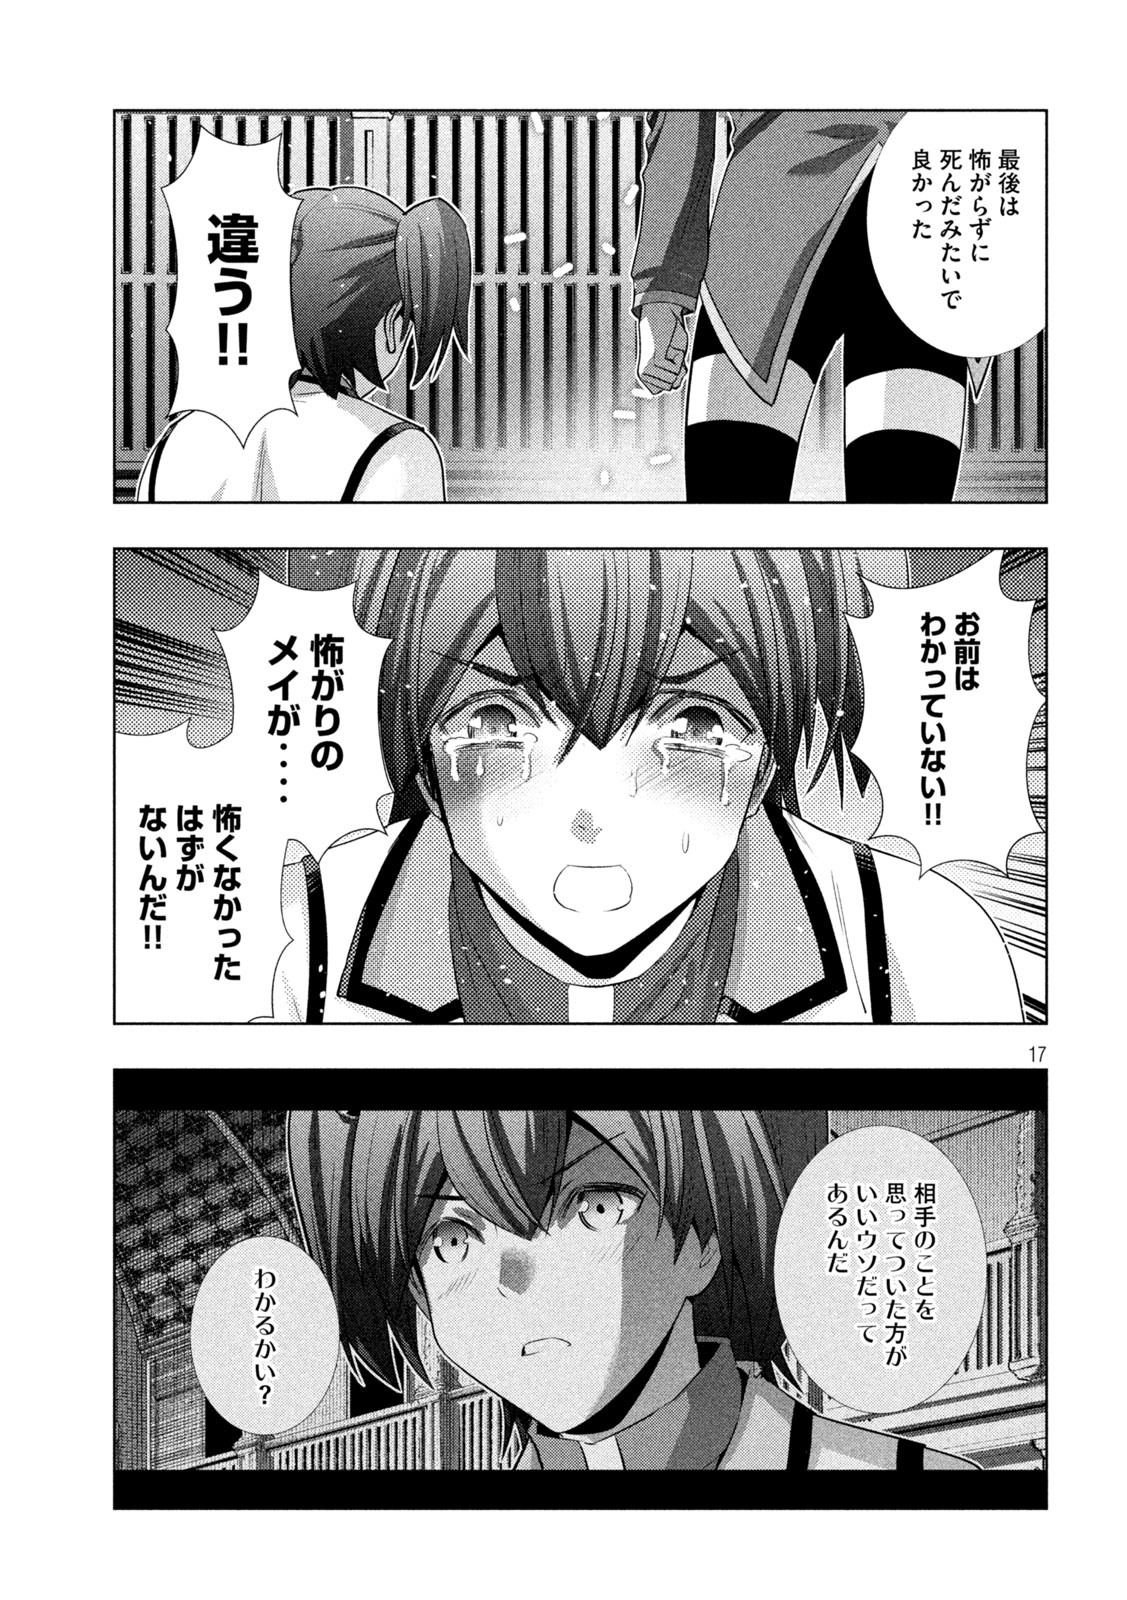 最後は
怖がらずに
死んだみたいで
良かった
違う!!
お前は
わかっていない!!
怖がりの
メイが‥‥
怖くなかった
はずが
ないんだ!!
17
相手のことを
思ってついた方が
いいウソだって
あるんだ
わかるかい?